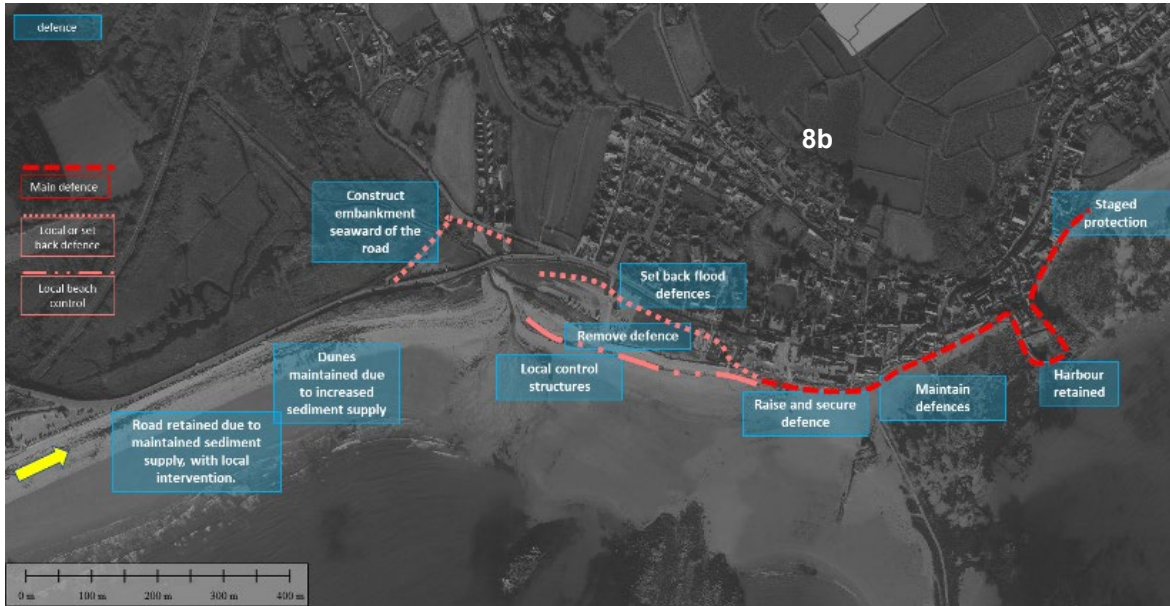 defence
8b
Main defence
Local or set
back defence
Local beach
control
Construct
embankment
seaward of the
road
Staged
protection
Set back flood
defences
Remove defence
Local control
structures
Dunes
maintained due
to increased
sediment supply
Road retained due to
maintained sediment
supply, with local
intervention.
Raise and secure
defence
Maintain
defences
Harbour
retained
0 m
100 m
200 m
300 m
400 m